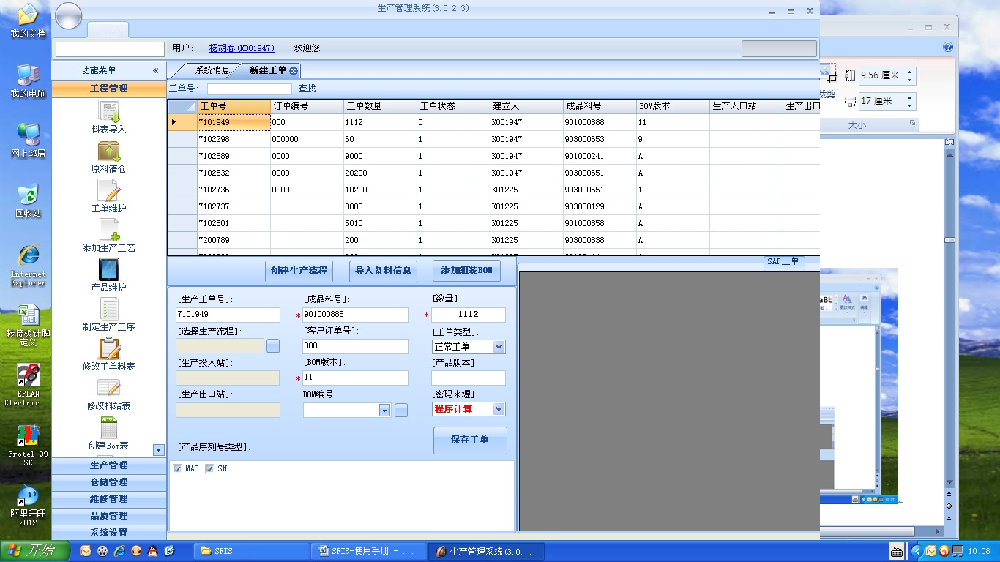 生产管理系统(3.0.2.3)
······
用户: 杨胡春(K001947) 欢迎您
功能菜单 «
系统消息 新建工单
工程管理
工单号: 查找
工单号 订单编号 工单数量 工单状态 建立人 成品料号 BOM版本 生产入口站 生产出口
7101949 000 1112 0 K001947 901000888 11
7102298 000000 60 1 K001947 903000653 9
7102589 0000 9000 1 K001947 901000241 A
7102532 0000 20200 1 K001947 903000651 A
7102736 0000 10200 1 K01225 903000651 1
7102737 3000 1 K01225 903000129 A
7102801 5010 1 K01225 901000858 A
7200789 200 1 K01225 903000835 A
料表导入
原料清仓
工单维护
添加生产工艺
产品维护
制定生产工序
修改工单料表
修改料站表
创建Bom表
生产管理
仓储管理
维修管理
品质管理
系统设置
创建生产流程 导入备料信息 添加组装BOM SAP工单
[生产工单号]: [成品料号]: [数量]:
7101949 * 901000888 * 1112
[选择生产流程]: [客户订单号]: [工单类型]:
000 正常工单
[生产投入站]: [BOM版本]: [产品版本]:
* 11
[生产出口站]: BOM编号 [密码来源]:
程序计算
保存工单
[产品序列号类型]:
MAC SN
我的文档
我的电脑
网上邻居
回收站
Internet
Explorer
转接板针脚
定义
EPLAN
Electric...
Protel 99
SE
阿里旺旺
2012
9.56 厘米
裁剪
17 厘米
大小
开始 SFIS SFIS-使用手册 - ... 生产管理系统(3.0... 10:08